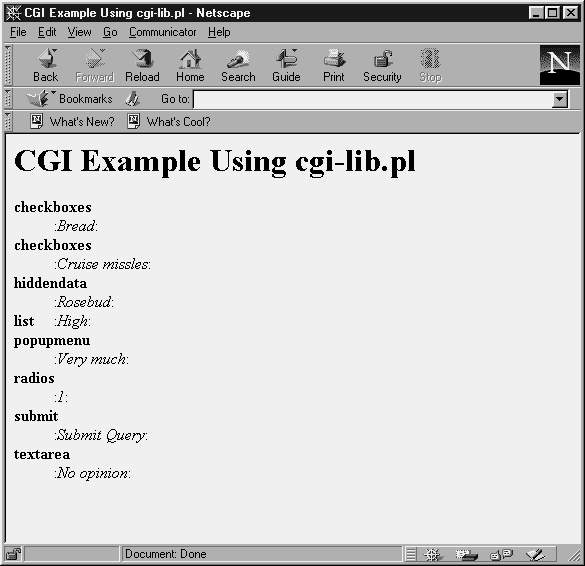 CGI Example Using cgi-lib.pl - Netscape
File Edit View Go Communicator Help
Back Forward Reload Home Search Guide Print Security Stop
N
Bookmarks Go to:
What's New? What's Cool?
CGI Example Using cgi-lib.pl
checkboxes
:Bread:
checkboxes
:Cruise missles:
hiddendata
:Rosebud:
list :High:
popupmenu
:Very much:
radios
:1:
submit
:Submit Query:
textarea
:No opinion:
Document: Done